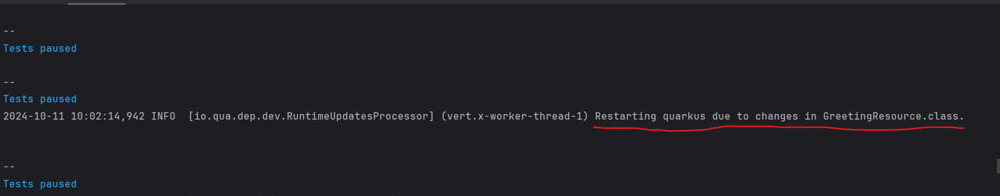 --
Tests paused
--
Tests paused
2024-10-11 10:02:14,942 INFO  [io.qua.dep.dev.RuntimeUpdatesProcessor] (vert.x-worker-thread-1) Restarting quarkus due to changes in GreetingResource.class.
--
Tests paused